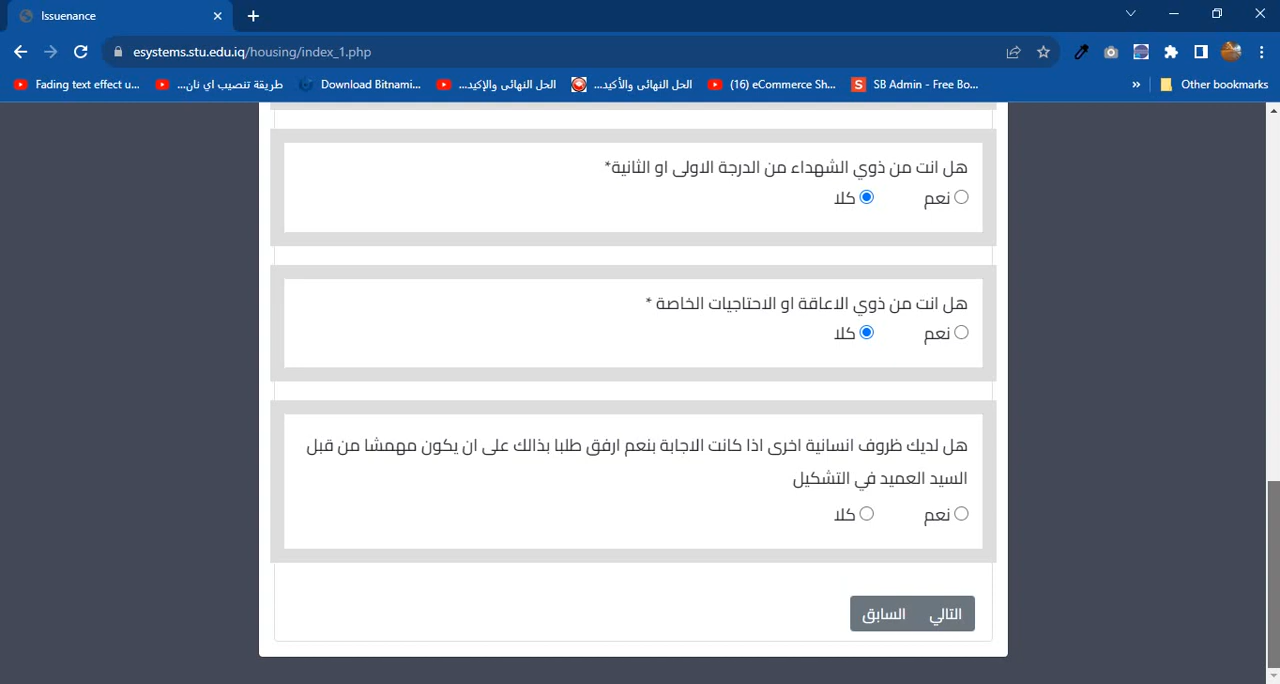 Issuenance
esystems.stu.edu.iq/housing/index_1.php
Fading text effect u...
طريقة تنصيب اي نان...
Download Bitnami...
الحل النهائي والإكيد...
الحل النهائي والأكيد...
(16) eCommerce Sh...
SB Admin - Free Bo...
»
Other bookmarks
هل انت من ذوي الشهداء من الدرجة الاولى او الثانية*
نعم كلا
هل انت من ذوي الاعاقة او الاحتاجيات الخاصة *
نعم كلا
هل لديك ظروف انسانية اخرى اذا كانت الاجابة بنعم ارفق طلبا بذالك على ان يكون مهمشا من قبل
السيد العميد في التشكيل
نعم كلا
التالي السابق